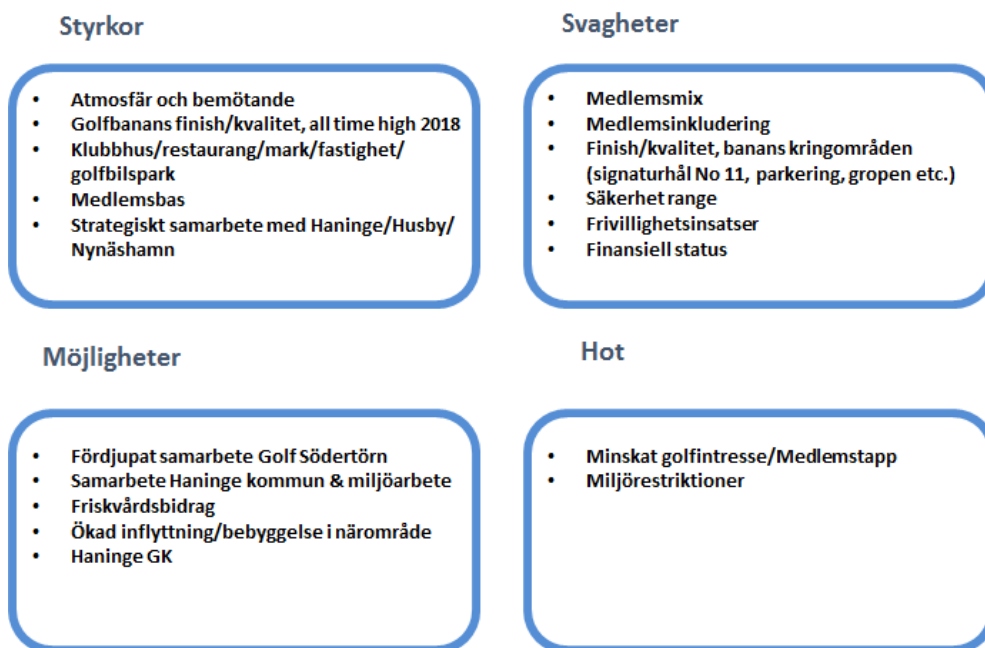 Styrkor
• Atmosfär och bemötande
• Golfbanans finish/kvalitet, all time high 2018
• Klubbhus/restaurang/mark/fastighet/
golfbilspark
• Medlemsbas
• Strategiskt samarbete med Haninge/Husby/
Nynäshamn
Svagheter
• Medlemsmix
• Medlemsinkludering
• Finish/kvalitet, banans kringområden
(signaturhål No 11, parkering, gropen etc.)
• Säkerhet range
• Frivillighetsinsatser
• Finansiell status
Möjligheter
• Fördjupat samarbete Golf Södertörn
• Samarbete Haninge kommun & miljöarbete
• Friskvårdsbidrag
• Ökad inflyttning/bebyggelse i närområde
• Haninge GK
Hot
• Minskat golfintresse/Medlemstapp
• Miljörestriktioner